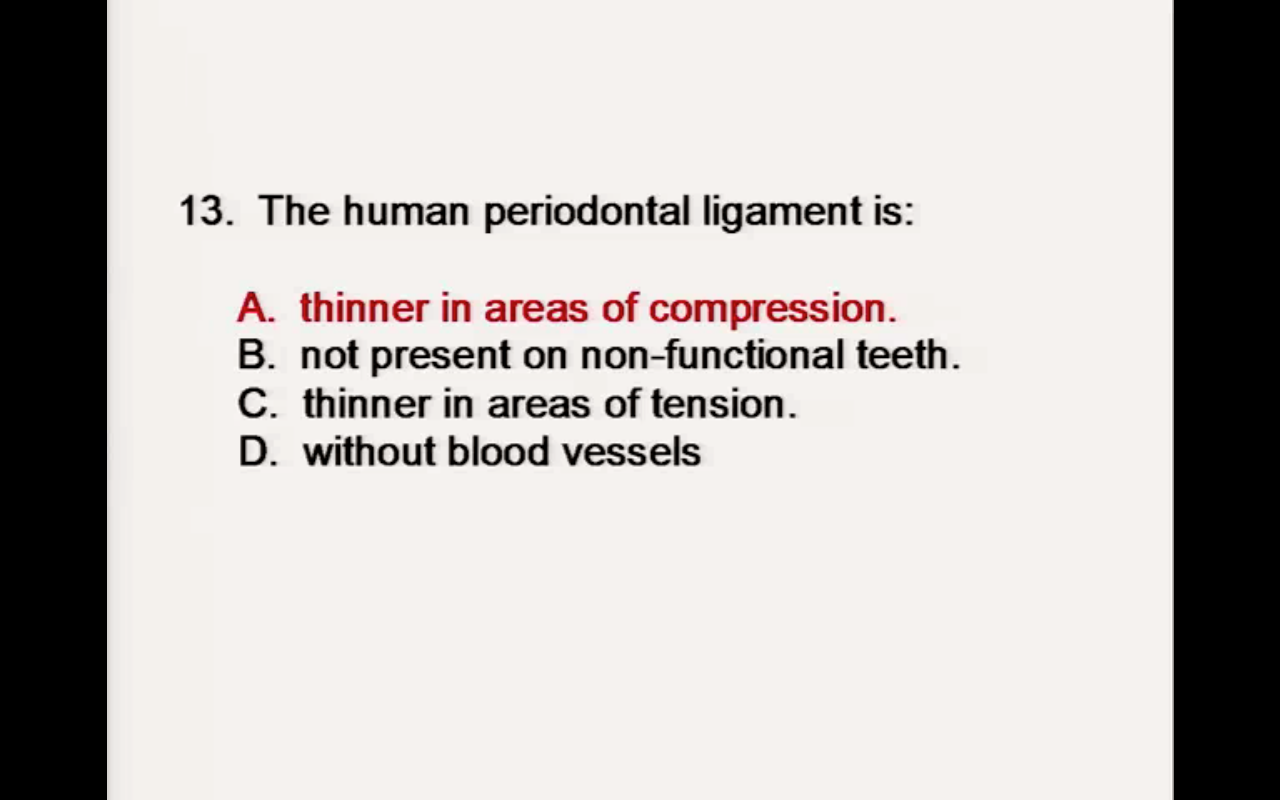 13. The human periodontal ligament is:
A. thinner in areas of compression.
B. not present on non-functional teeth.
C. thinner in areas of tension.
D. without blood vessels